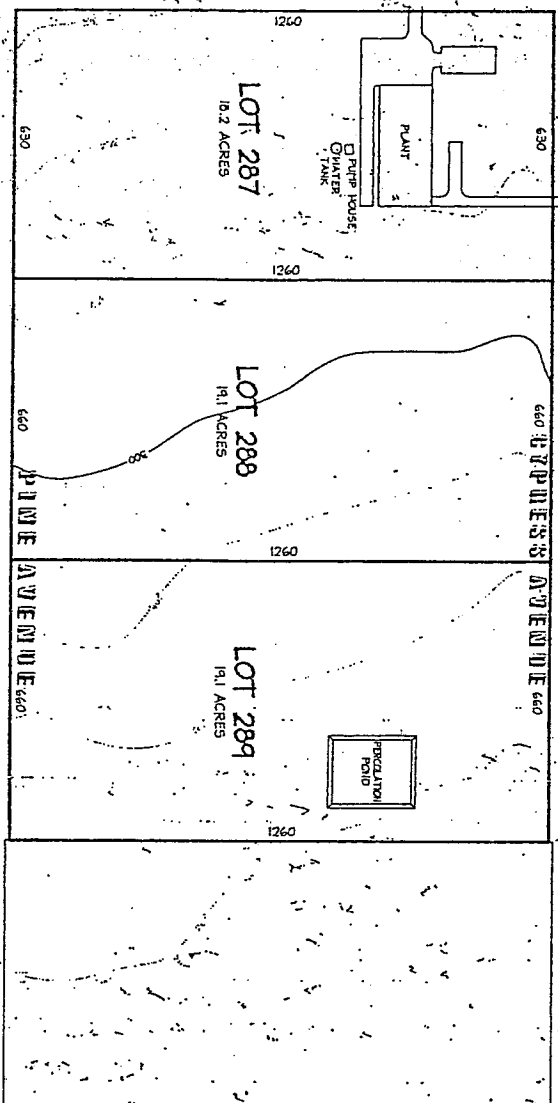 1260
630
LOT 287
18.2 ACRES
PLANT
PUMP HOUSE
WATER
TANK
630
1260
LOT 288
19.1 ACRES
300
660
660
CYPRESS AVENUE
PINE AVENUE
1260
LOT 289
19.1 ACRES
660
660
PERCOLATION
POND
1260